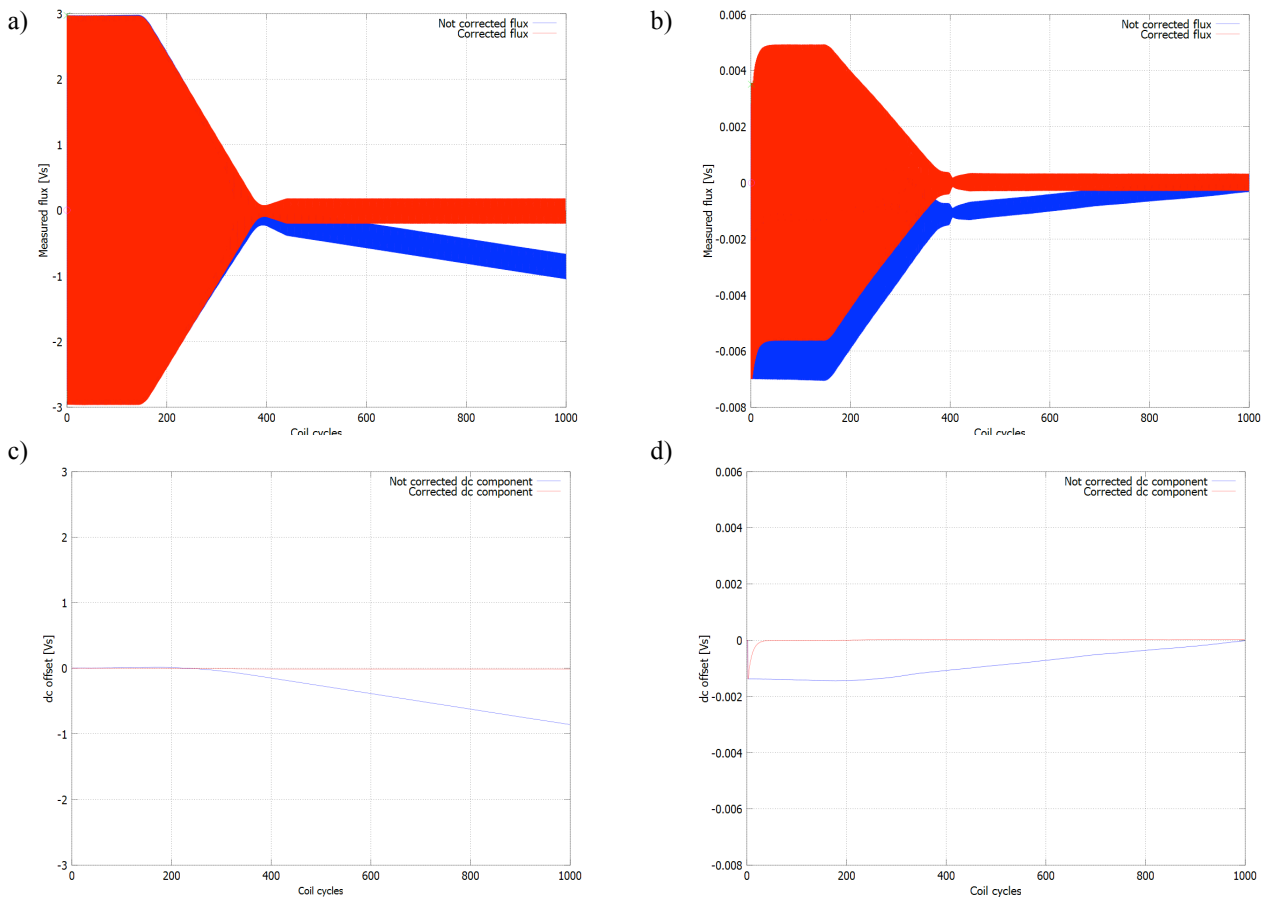 a)
Not corrected flux
Corrected flux
3
2
1
0
-1
-2
-3
Measured flux [Vs]
0 200 400 600 800 1000
Coil cycles
b)
Not corrected flux
Corrected flux
0.006
0.004
0.002
0
-0.002
-0.004
-0.006
-0.008
Measured flux [Vs]
0 200 400 600 800 1000
Coil cycles
c)
Not corrected dc component
Corrected dc component
3
2
1
0
-1
-2
-3
dc offset [Vs]
0 200 400 600 800 1000
Coil cycles
d)
Not corrected dc component
Corrected dc component
0.006
0.004
0.002
0
-0.002
-0.004
-0.006
-0.008
dc offset [Vs]
0 200 400 600 800 1000
Coil cycles